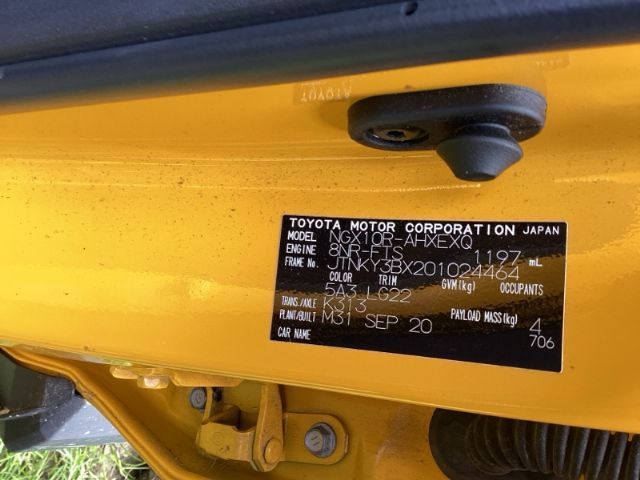 TOYOTA MOTOR CORPORATION JAPAN
MODEL NGX10R-AHXEXQ
ENGINE 8NR-FTS 1197 mL
FRAME No. JTNKY3BX201024464
COLOR TRIM GVM(kg) OCCUPANTS
5A3 LG22
TRANS./AXLE K313
PLANT/BUILT M31 SEP 20 PAYLOAD MASS(kg) 4
CAR NAME 706